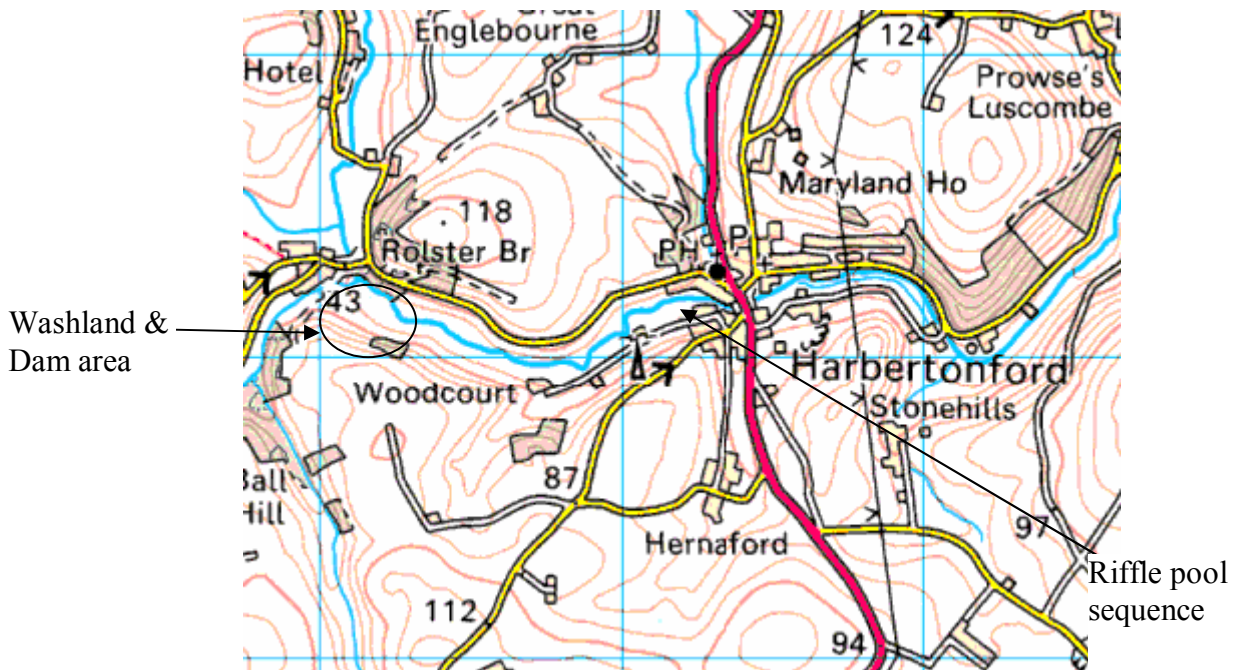 Englebourne
124
Hotel
Prowse's
Luscombe
Maryland Ho
118
PH
P
Rolster Br
43
Washland &
Dam area
Harbertonford
Woodcourt
Stonehills
87
Hill
97
Hernaford
Riffle pool
sequence
112
94